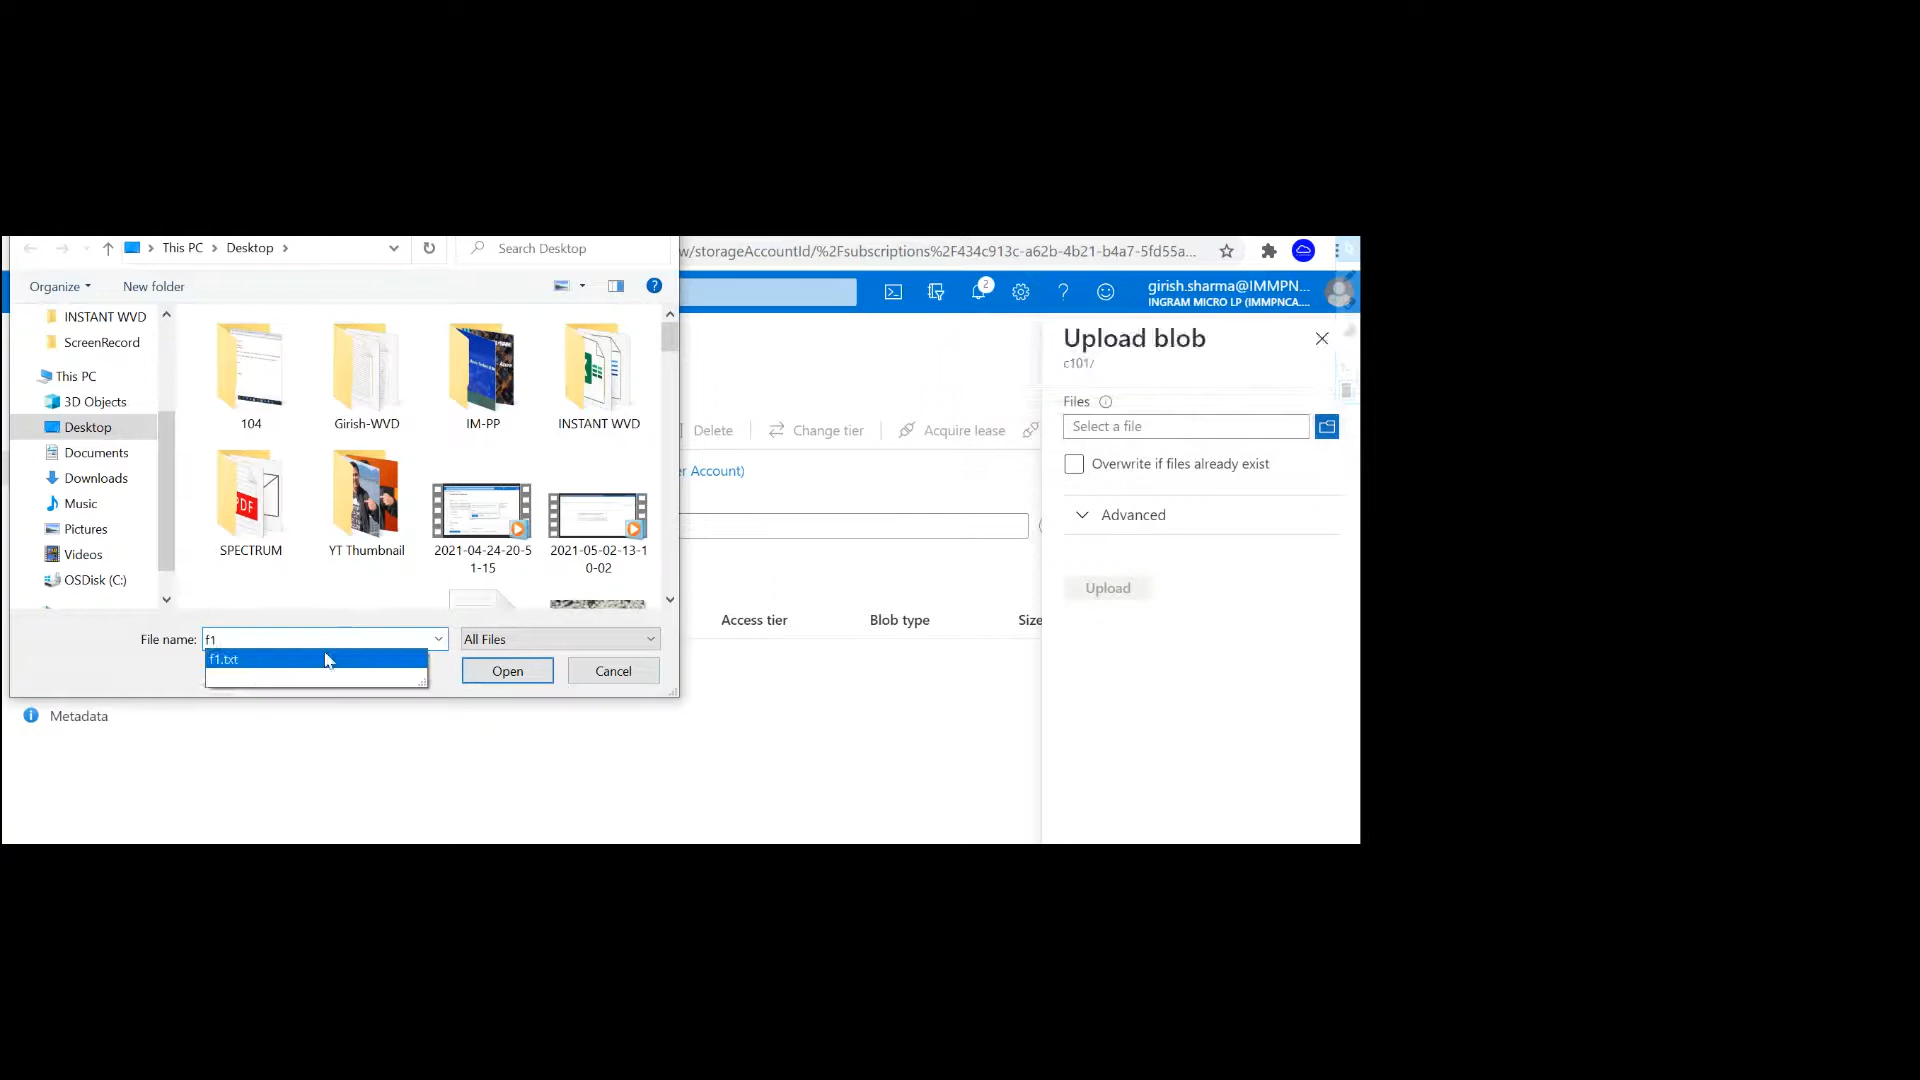 This PC
Desktop
Search Desktop
w/storageAccountId/%2Fsubscriptions%2F434c913c-a62b-4b21-b4a7-5fd55a...
Organize
New folder
?
2
?
girish.sharma@IMMPN...
INGRAM MICRO LP (IMMPNCA....
INSTANT WVD
ScreenRecord
This PC
3D Objects
Desktop
Documents
Downloads
Music
Pictures
Videos
OSDisk (C:)
104
Girish-WVD
IM-PP
INSTANT WVD
PDF
SPECTRUM
YT Thumbnail
2021-04-24-20-5
1-15
2021-05-02-13-1
0-02
File name:
f1
All Files
f1.txt
Open
Cancel
Metadata
Delete
Change tier
Acquire lease
er Account)
Access tier
Blob type
Size
Upload blob
c101/
Files
Select a file
Overwrite if files already exist
Advanced
Upload